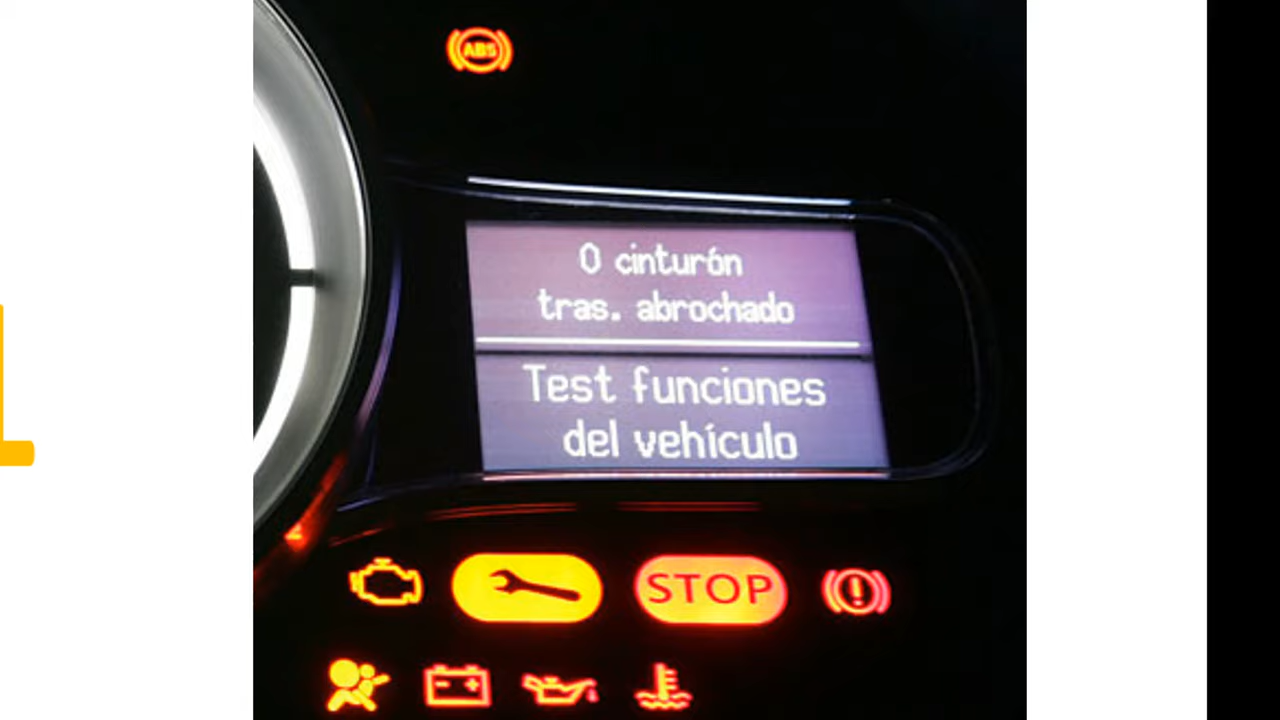 ABS
0 cinturón
tras. abrochado
Test funciones
del vehículo
STOP